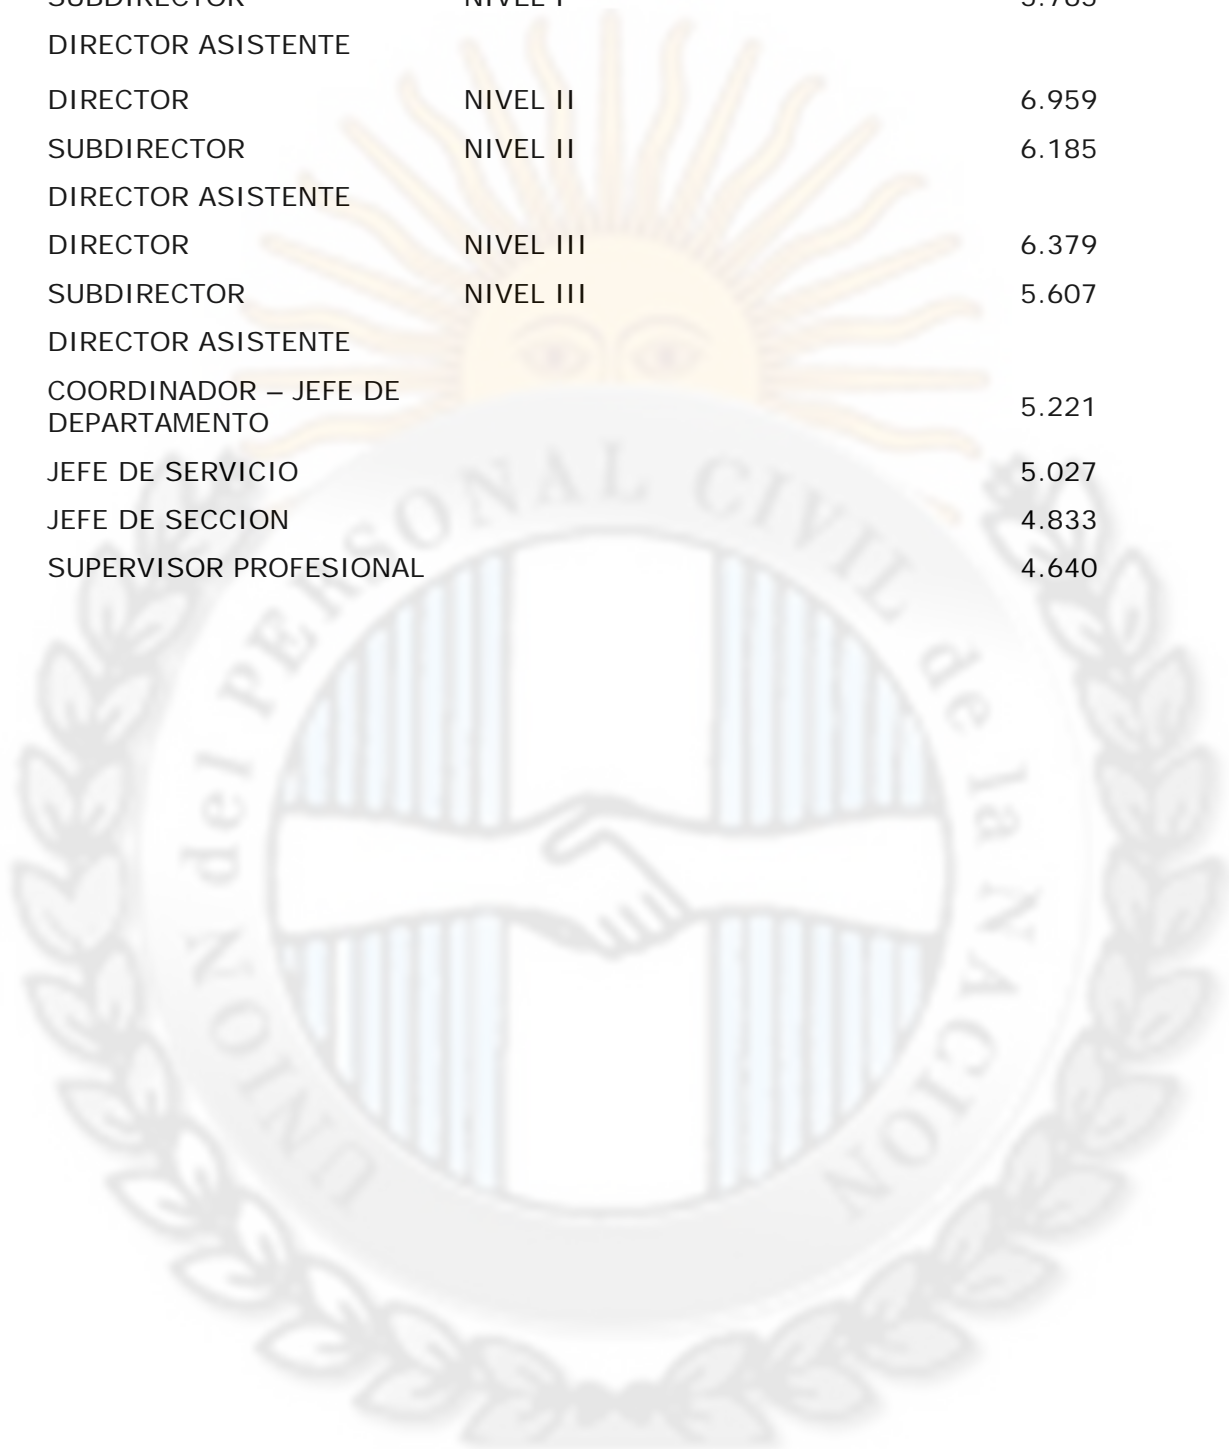 SUBDIRECTOR NIVEL I
DIRECTOR ASISTENTE
DIRECTOR NIVEL II 6.959
SUBDIRECTOR NIVEL II 6.185
DIRECTOR ASISTENTE
DIRECTOR NIVEL III 6.379
SUBDIRECTOR NIVEL III 5.607
DIRECTOR ASISTENTE
COORDINADOR – JEFE DE
DEPARTAMENTO 5.221
JEFE DE SERVICIO 5.027
JEFE DE SECCION 4.833
SUPERVISOR PROFESIONAL 4.640
UNION del PERSONAL CIVIL de la NACION